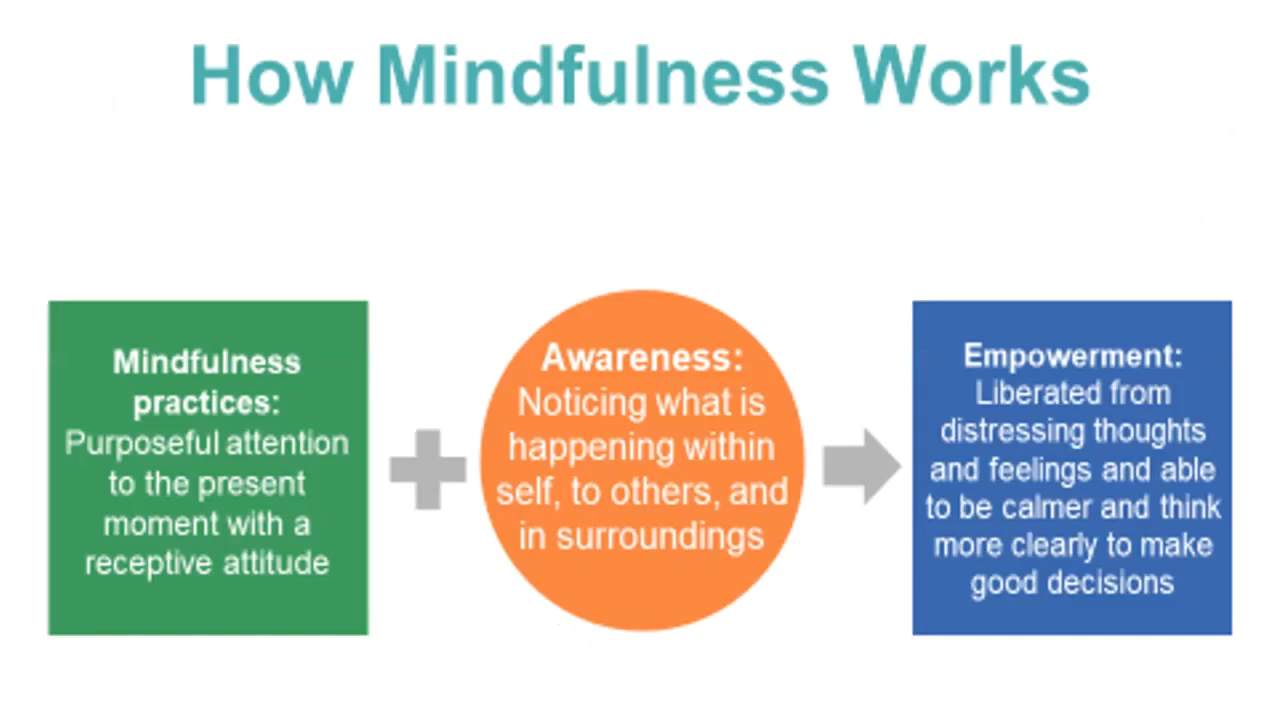 How Mindfulness Works
Mindfulness
practices:
Purposeful attention
to the present
moment with a
receptive attitude
Awareness:
Noticing what is
happening within
self, to others, and
in surroundings
Empowerment:
Liberated from
distressing thoughts
and feelings and able
to be calmer and think
more clearly to make
good decisions